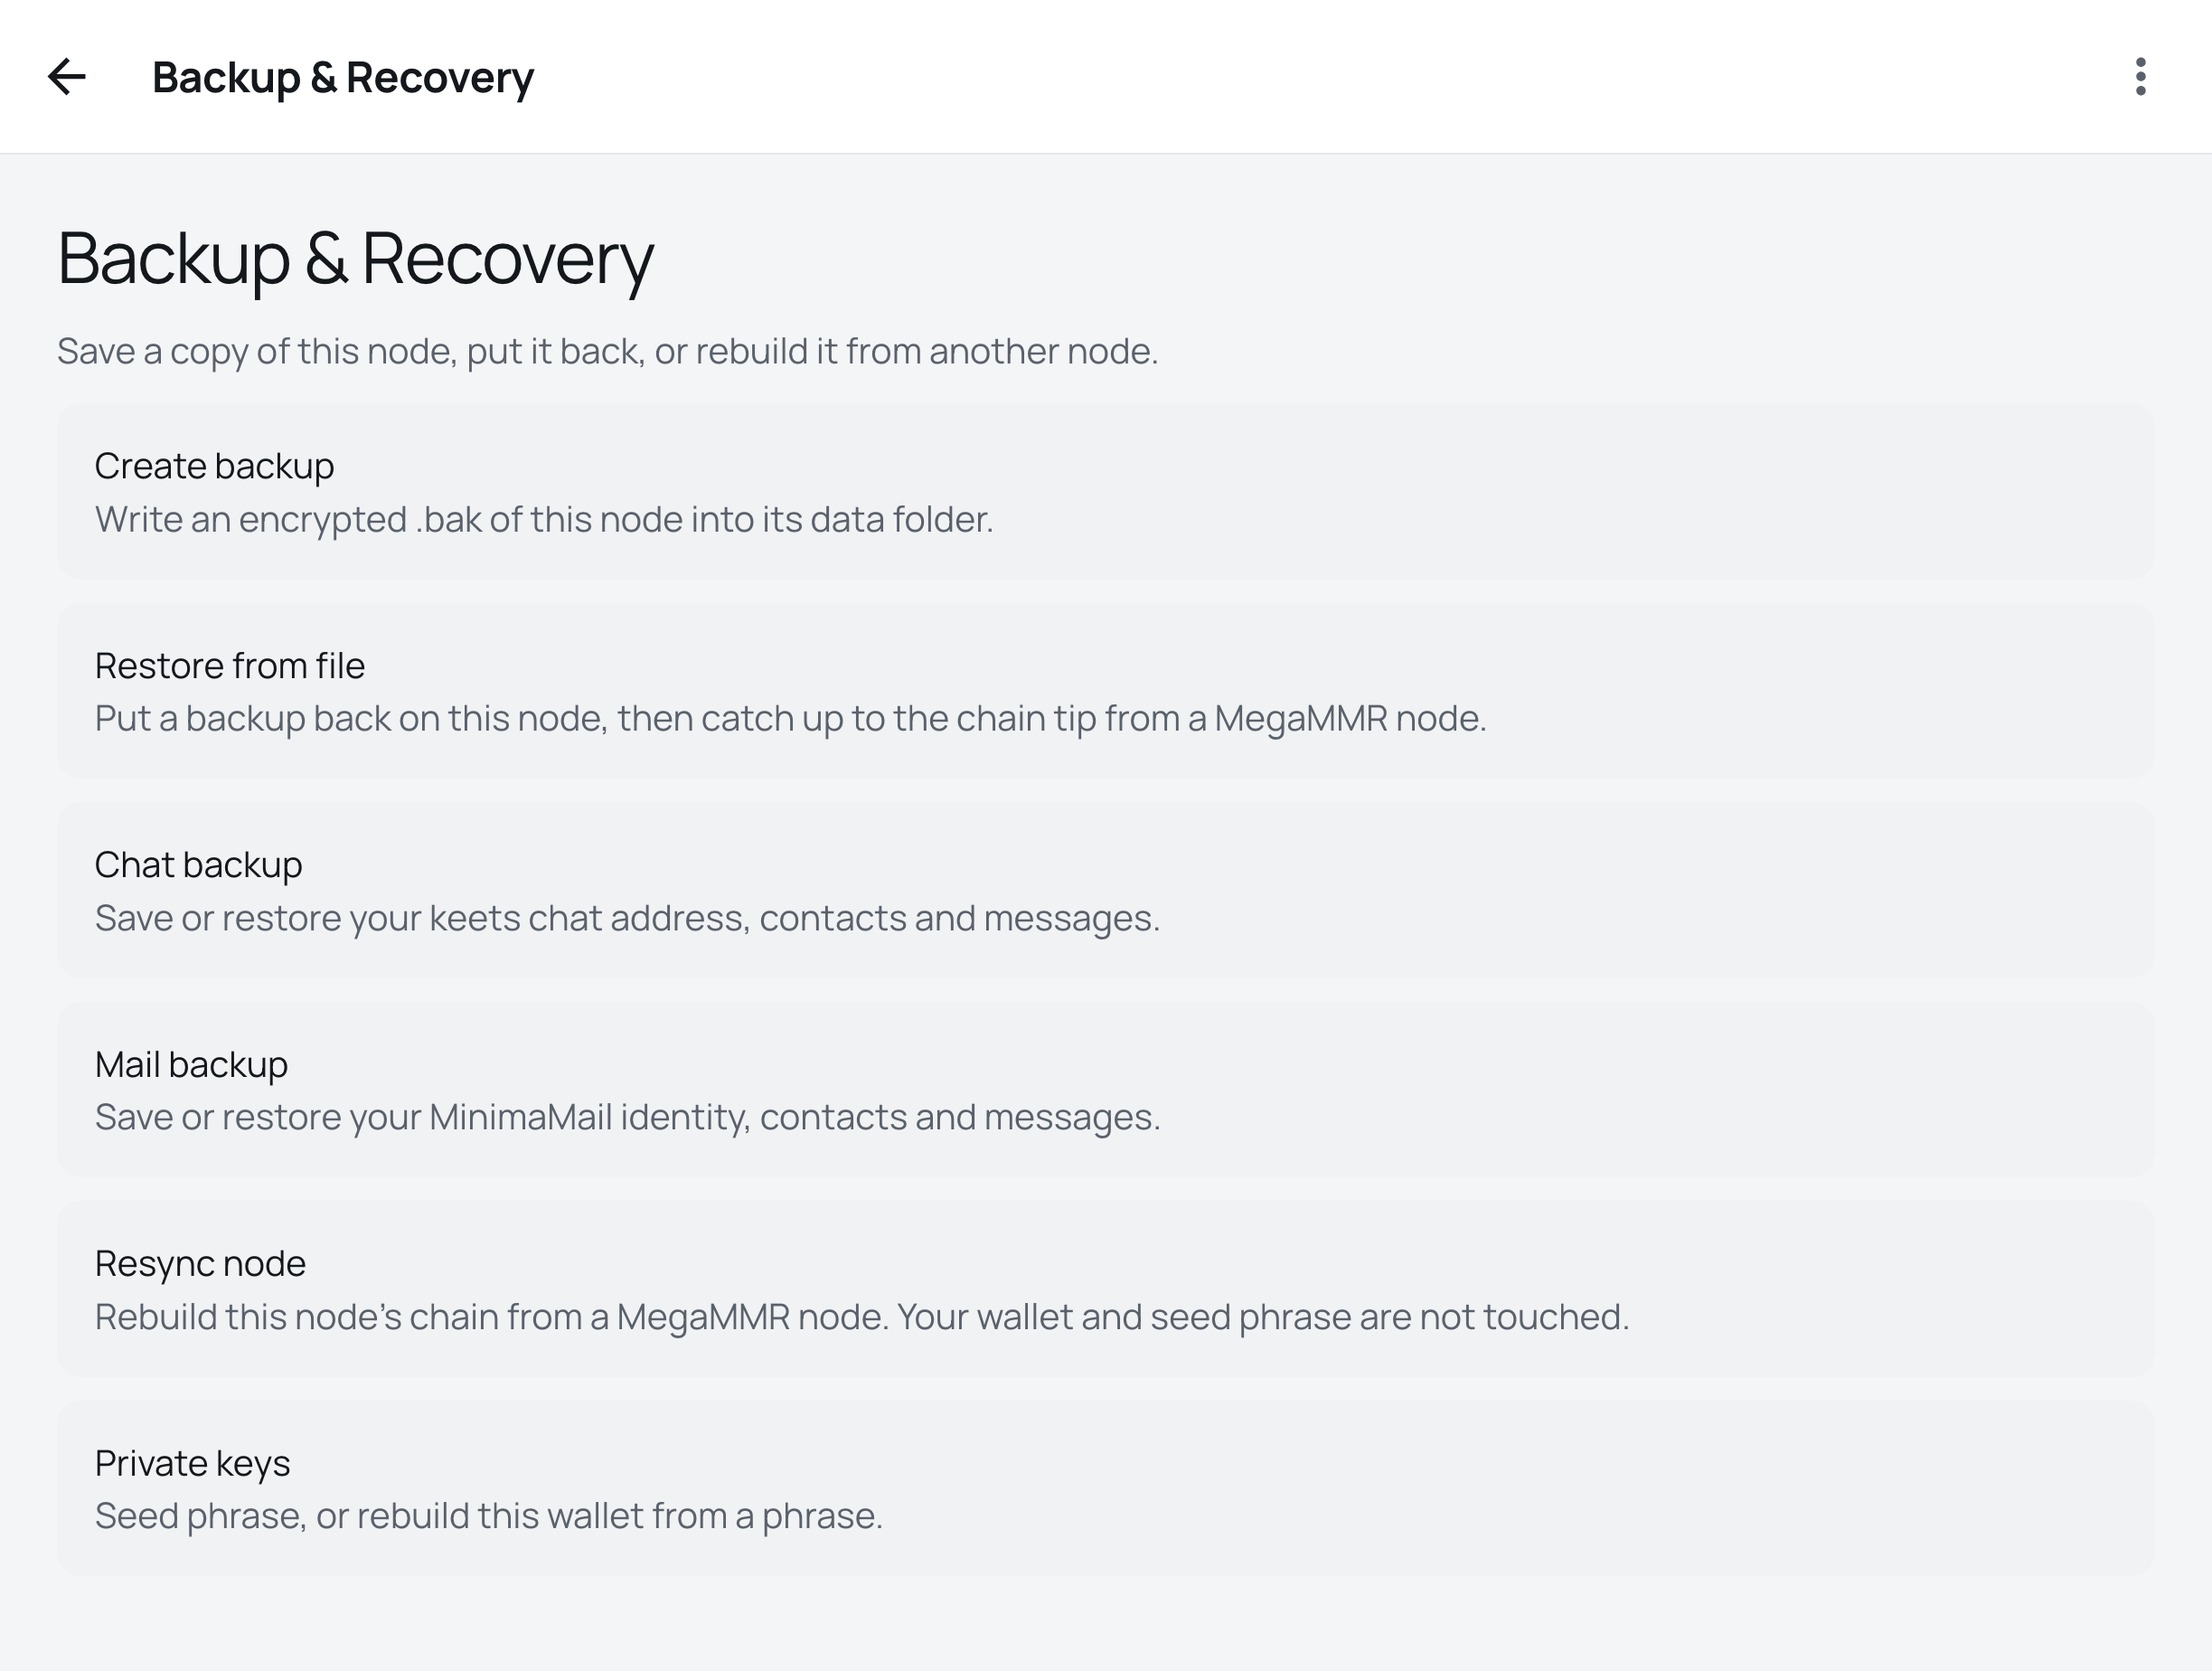 Backup & Recovery
Backup & Recovery
Save a copy of this node, put it back, or rebuild it from another node.
Create backup
Write an encrypted .bak of this node into its data folder.
Restore from file
Put a backup back on this node, then catch up to the chain tip from a MegaMMR node.
Chat backup
Save or restore your keets chat address, contacts and messages.
Mail backup
Save or restore your MinimaMail identity, contacts and messages.
Resync node
Rebuild this node’s chain from a MegaMMR node. Your wallet and seed phrase are not touched.
Private keys
Seed phrase, or rebuild this wallet from a phrase.